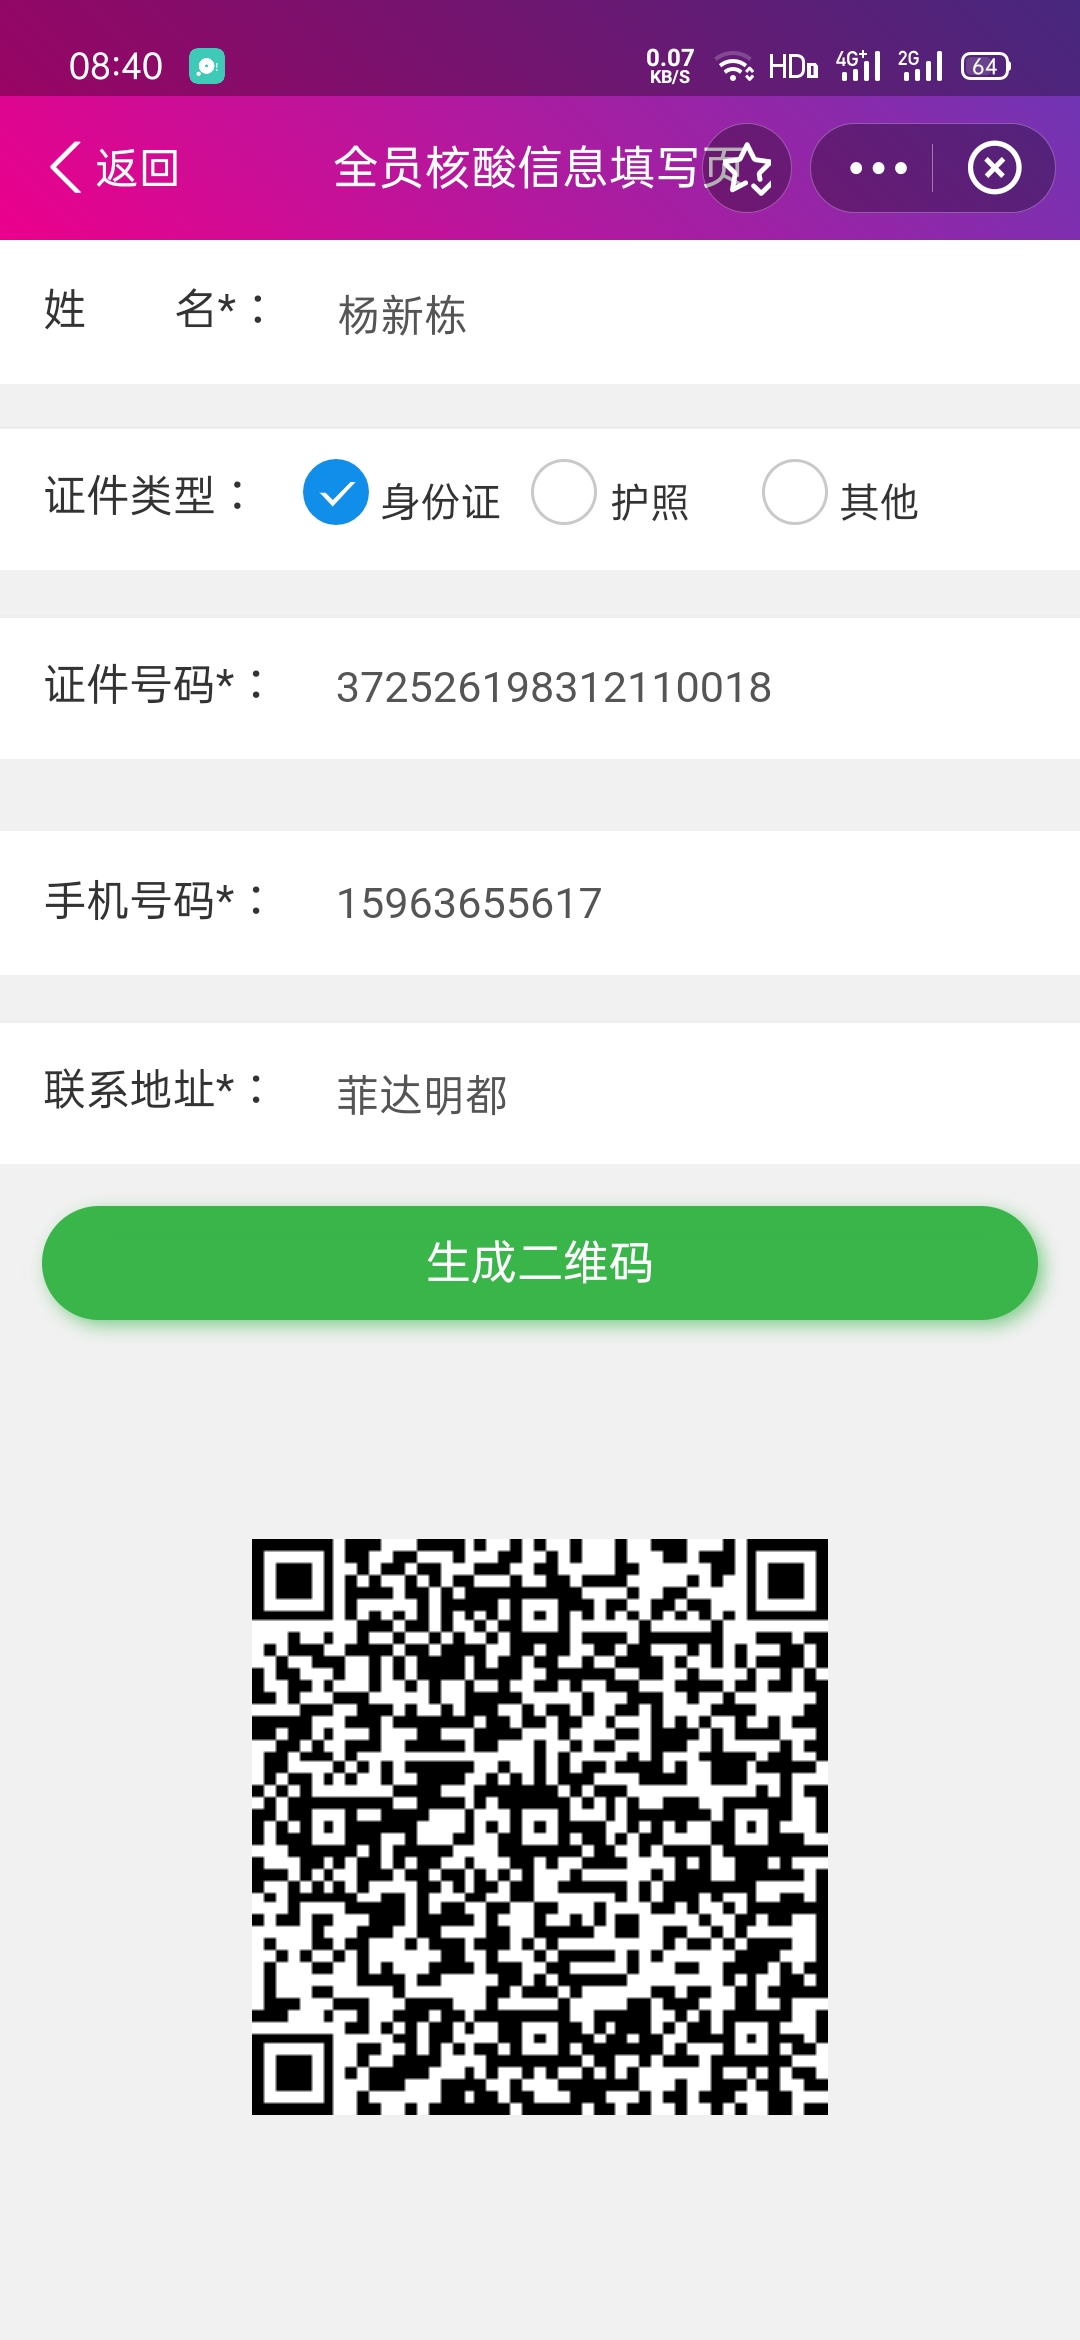 08:40 0.07 KB/S HD 4G+ 2G 64
返回 全员核酸信息填写页
姓 名*： 杨新栋
证件类型： 身份证 护照 其他
证件号码*： 372526198312110018
手机号码*： 15963655617
联系地址*： 菲达明都
生成二维码